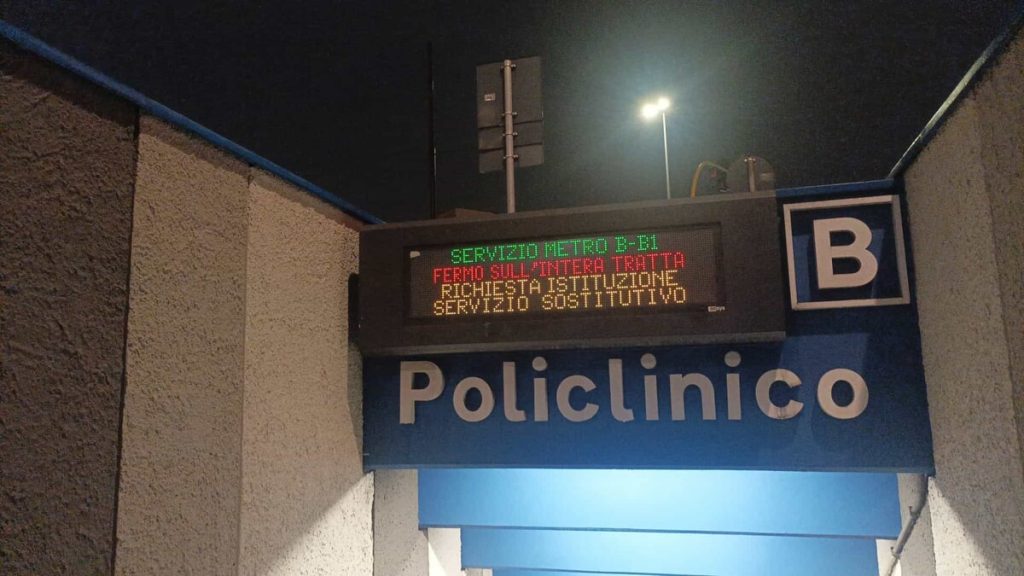 SERVIZIO METRO B-B1
FERMO SULL'INTERA TRATTA
RICHIESTA ISTITUZIONE
SERVIZIO SOSTITUTIVO
B
Policlinico